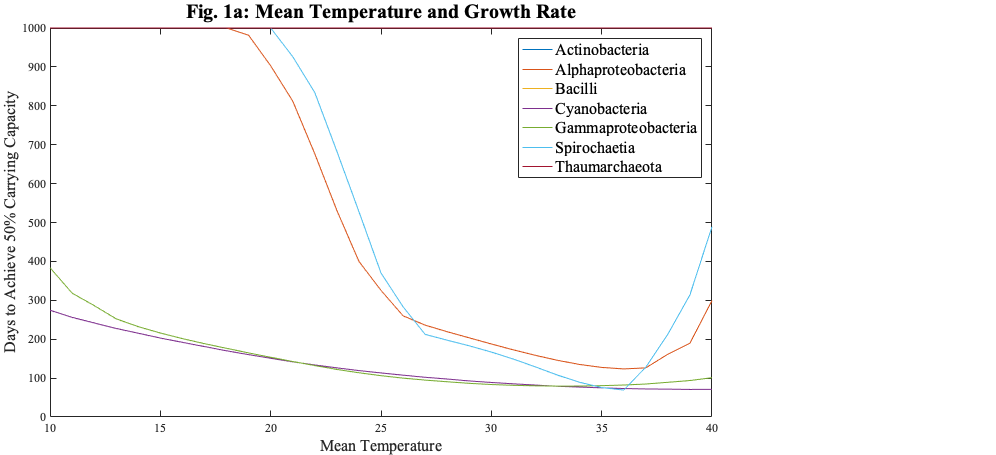 Fig. 1a: Mean Temperature and Growth Rate
1000
900
800
700
600
500
400
300
200
100
0
Days to Achieve 50% Carrying Capacity
Actinobacteria
Alphaproteobacteria
Bacilli
Cyanobacteria
Gammaproteobacteria
Spirochaetia
Thaumarchaeota
10
15
20
25
30
35
40
Mean Temperature